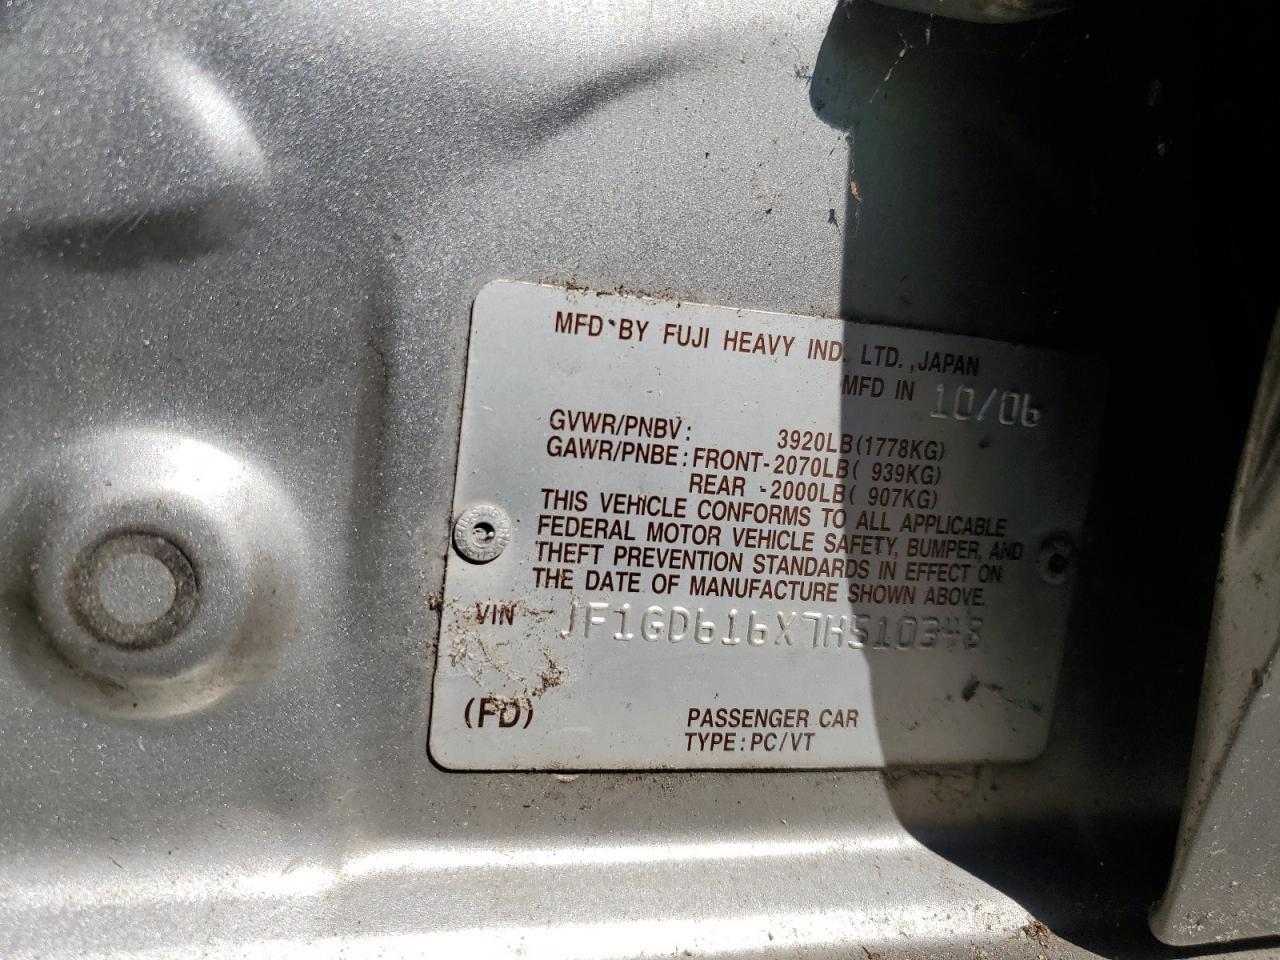 MFD BY FUJI HEAVY IND. LTD.,JAPAN
MFD IN 10/06
GVWR/PNBV: 3920LB(1778KG)
GAWR/PNBE:FRONT-2070LB( 939KG)
REAR -2000LB( 907KG)
THIS VEHICLE CONFORMS TO ALL APPLICABLE
FEDERAL MOTOR VEHICLE SAFETY, BUMPER, AND
THEFT PREVENTION STANDARDS IN EFFECT ON
THE DATE OF MANUFACTURE SHOWN ABOVE.
VIN JF1GD616X7H510348
(FD)
PASSENGER CAR
TYPE:PC/VT